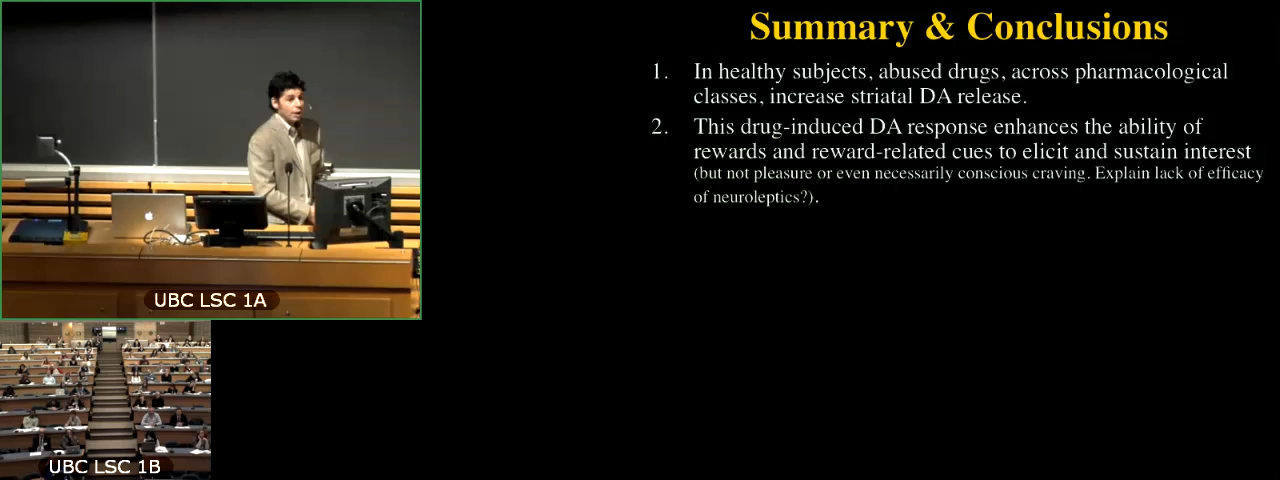 Summary & Conclusions
1. In healthy subjects, abused drugs, across pharmacological
classes, increase striatal DA release.
2. This drug-induced DA response enhances the ability of
rewards and reward-related cues to elicit and sustain interest
(but not pleasure or even necessarily conscious craving. Explain lack of efficacy
of neuroleptics?).
UBC LSC 1A
UBC LSC 1B